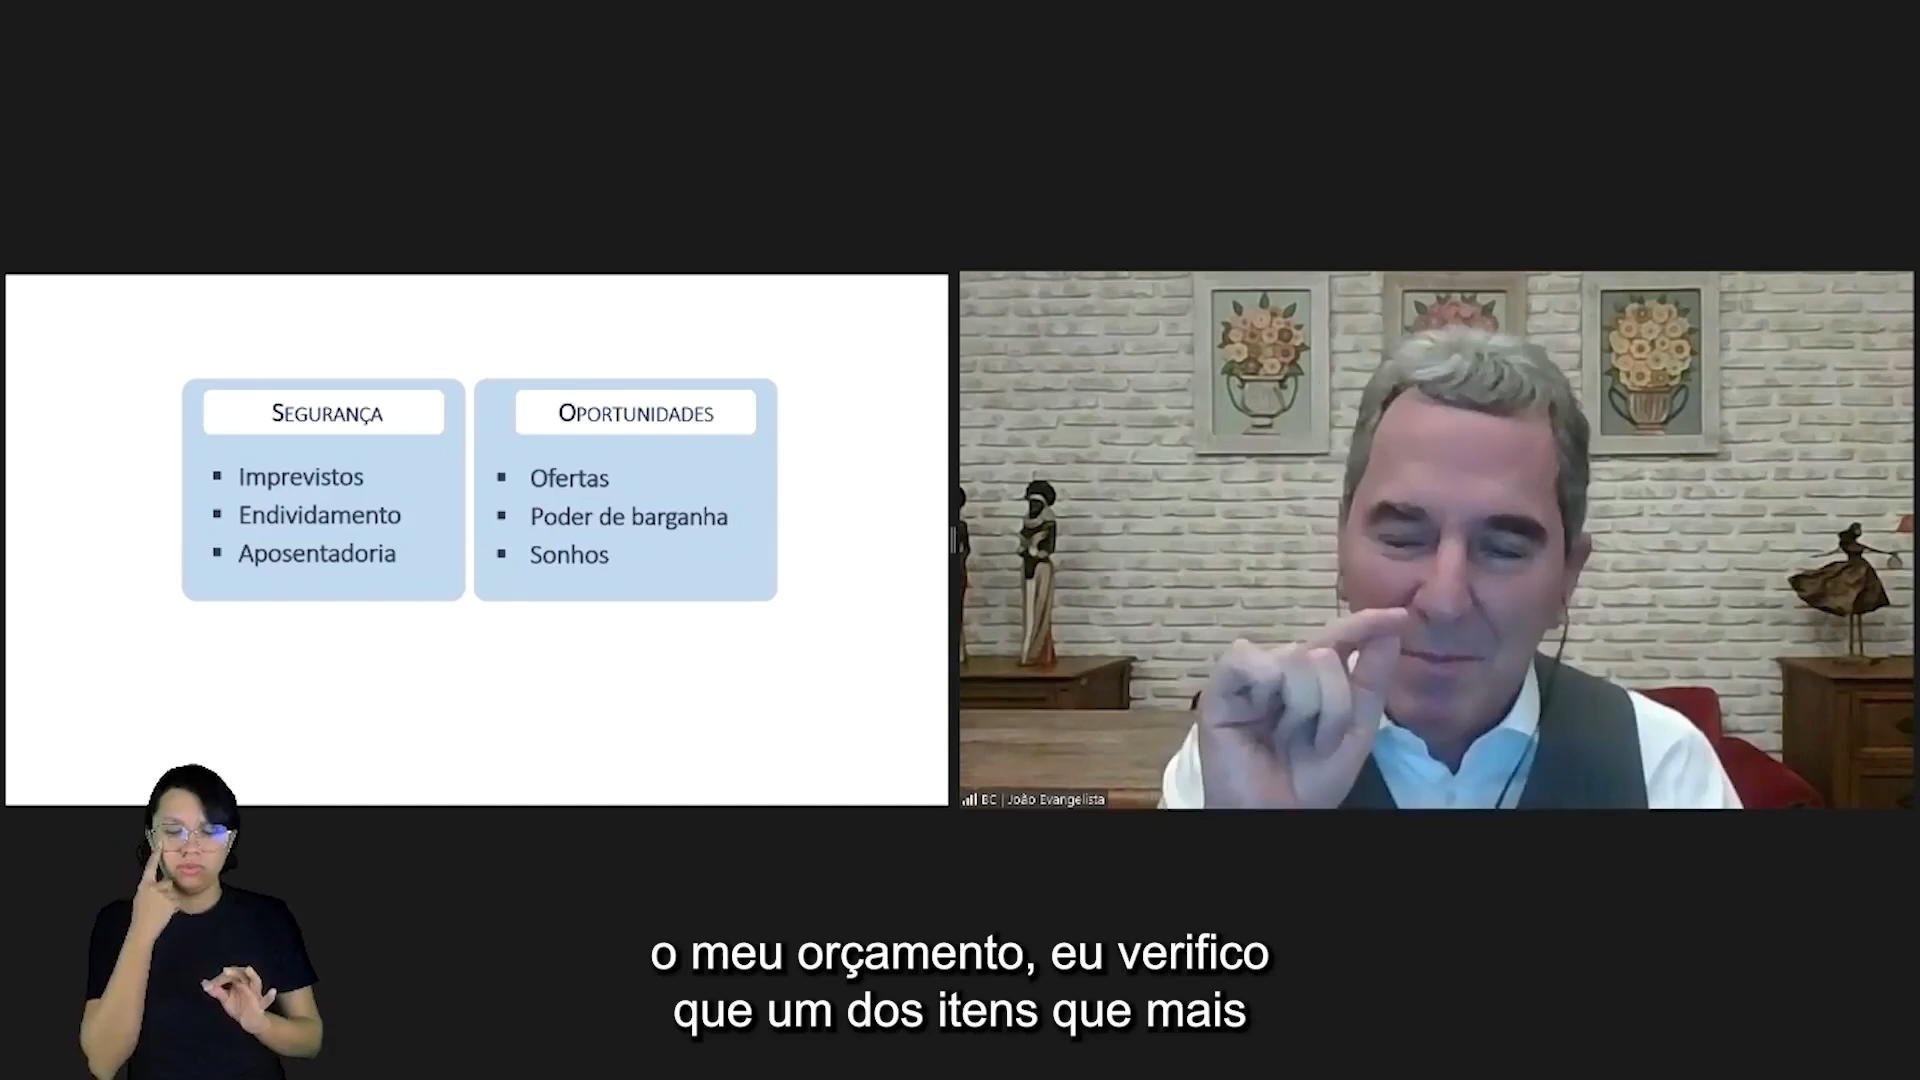 SEGURANÇA
▪ Imprevistos
▪ Endividamento
▪ Aposentadoria
OPORTUNIDADES
▪ Ofertas
▪ Poder de barganha
▪ Sonhos
BC | João Evangelista
o meu orçamento, eu verifico
que um dos itens que mais